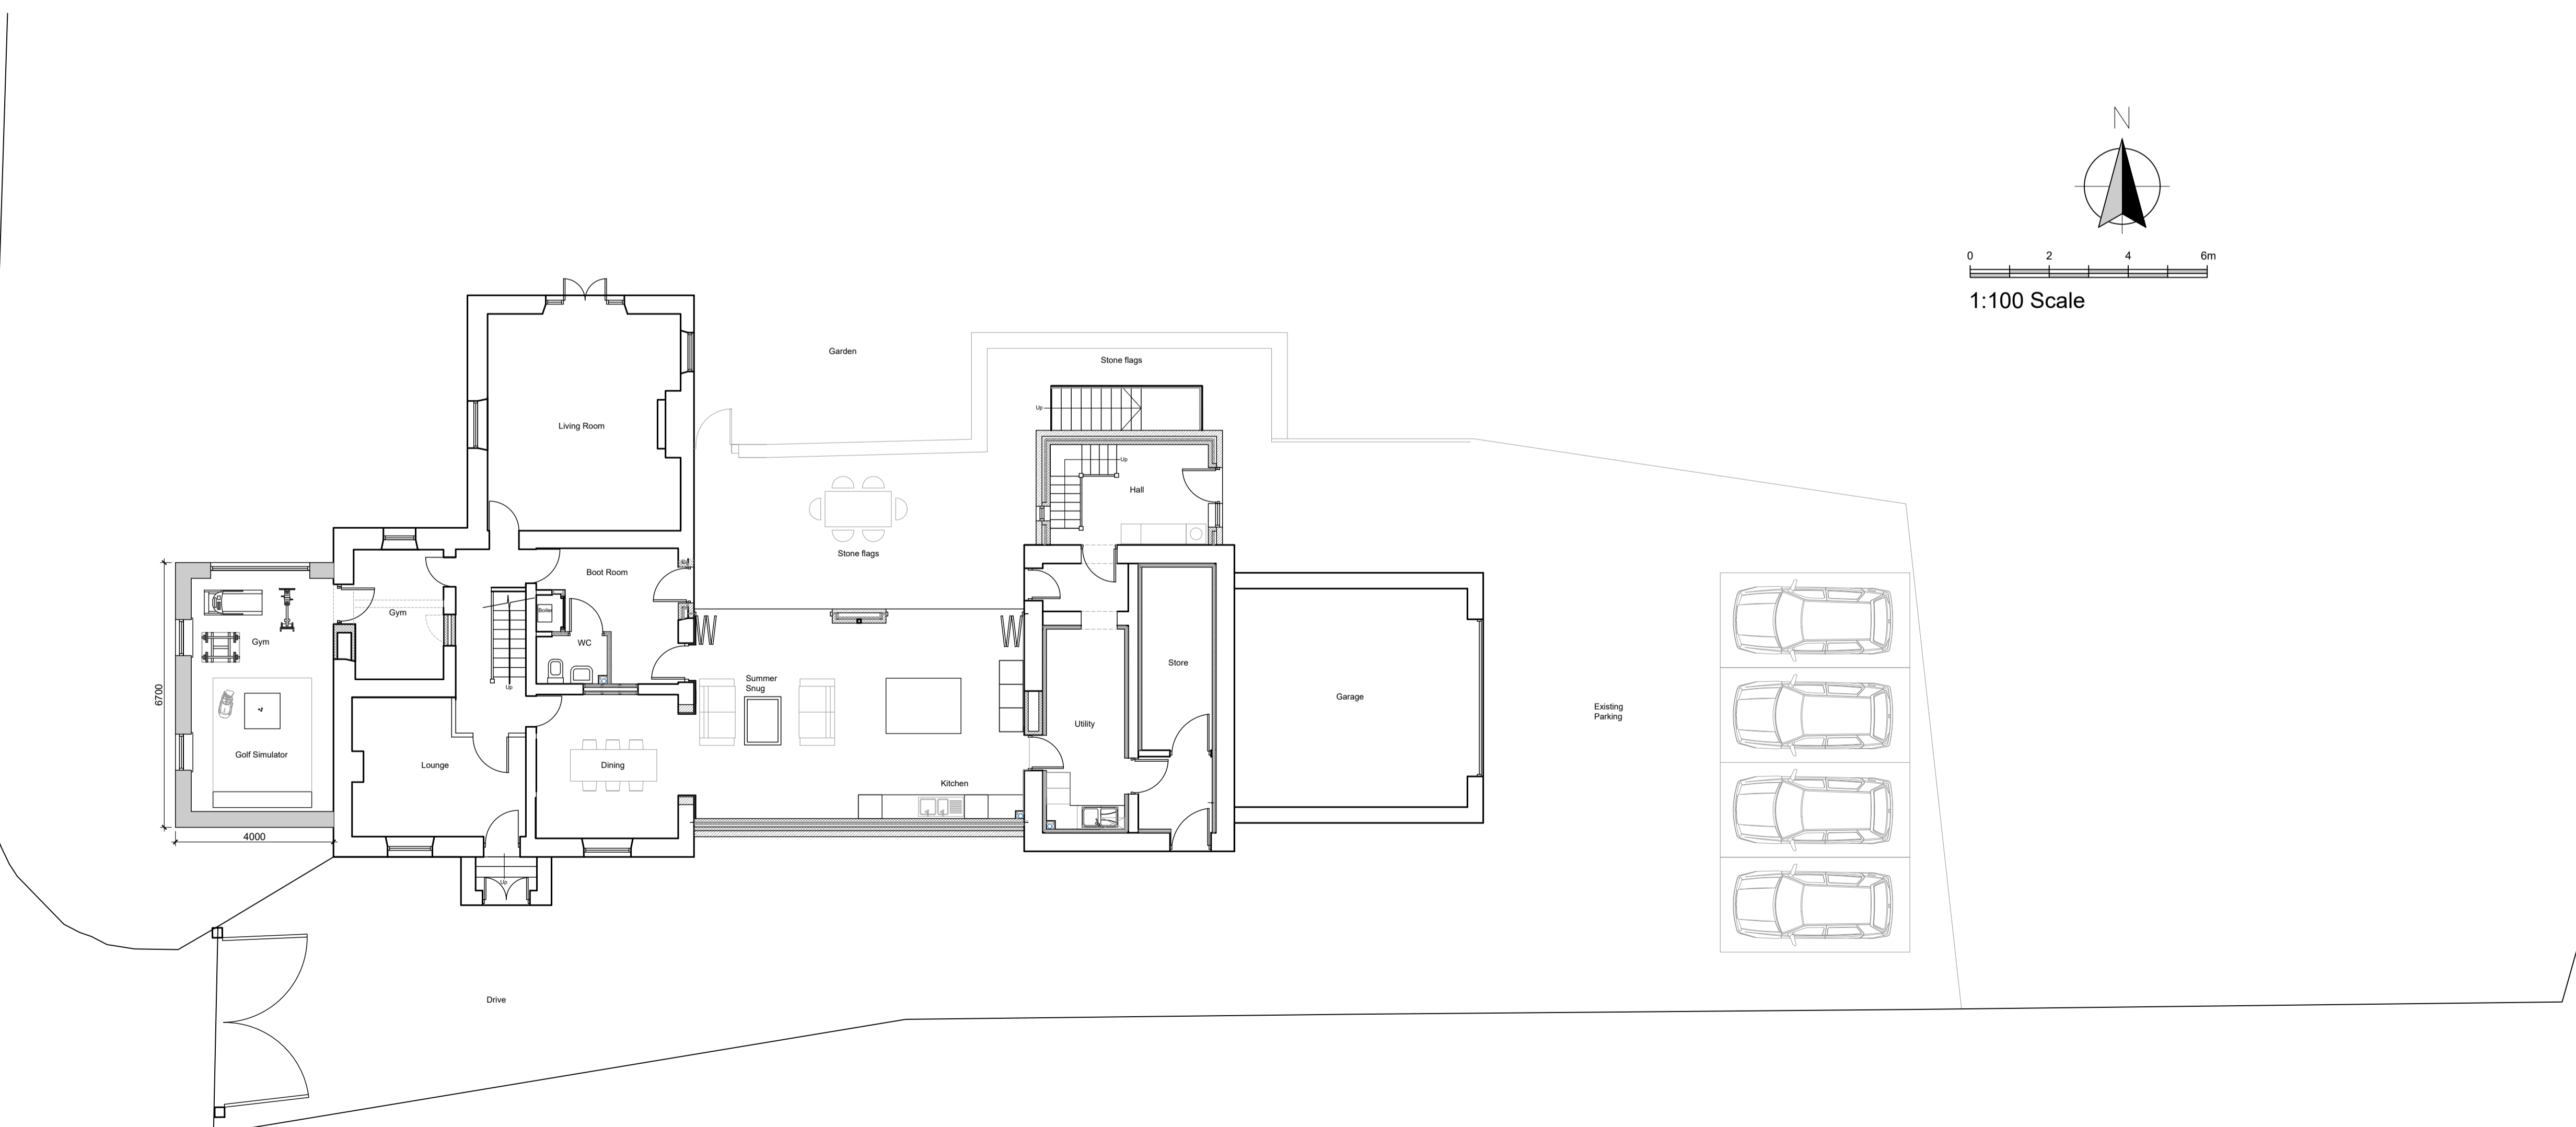 N
0 2 4 6m
1:100 Scale
Garden
Stone flags
Up
Living Room
Up
Hall
Stone flags
Boot Room
Boiler
Gym
Gym
WC
Up
Summer
Snug
Store
6700
Garage
Existing
Parking
Utility
Golf Simulator
Lounge
Dining
Kitchen
4000
Up
Drive